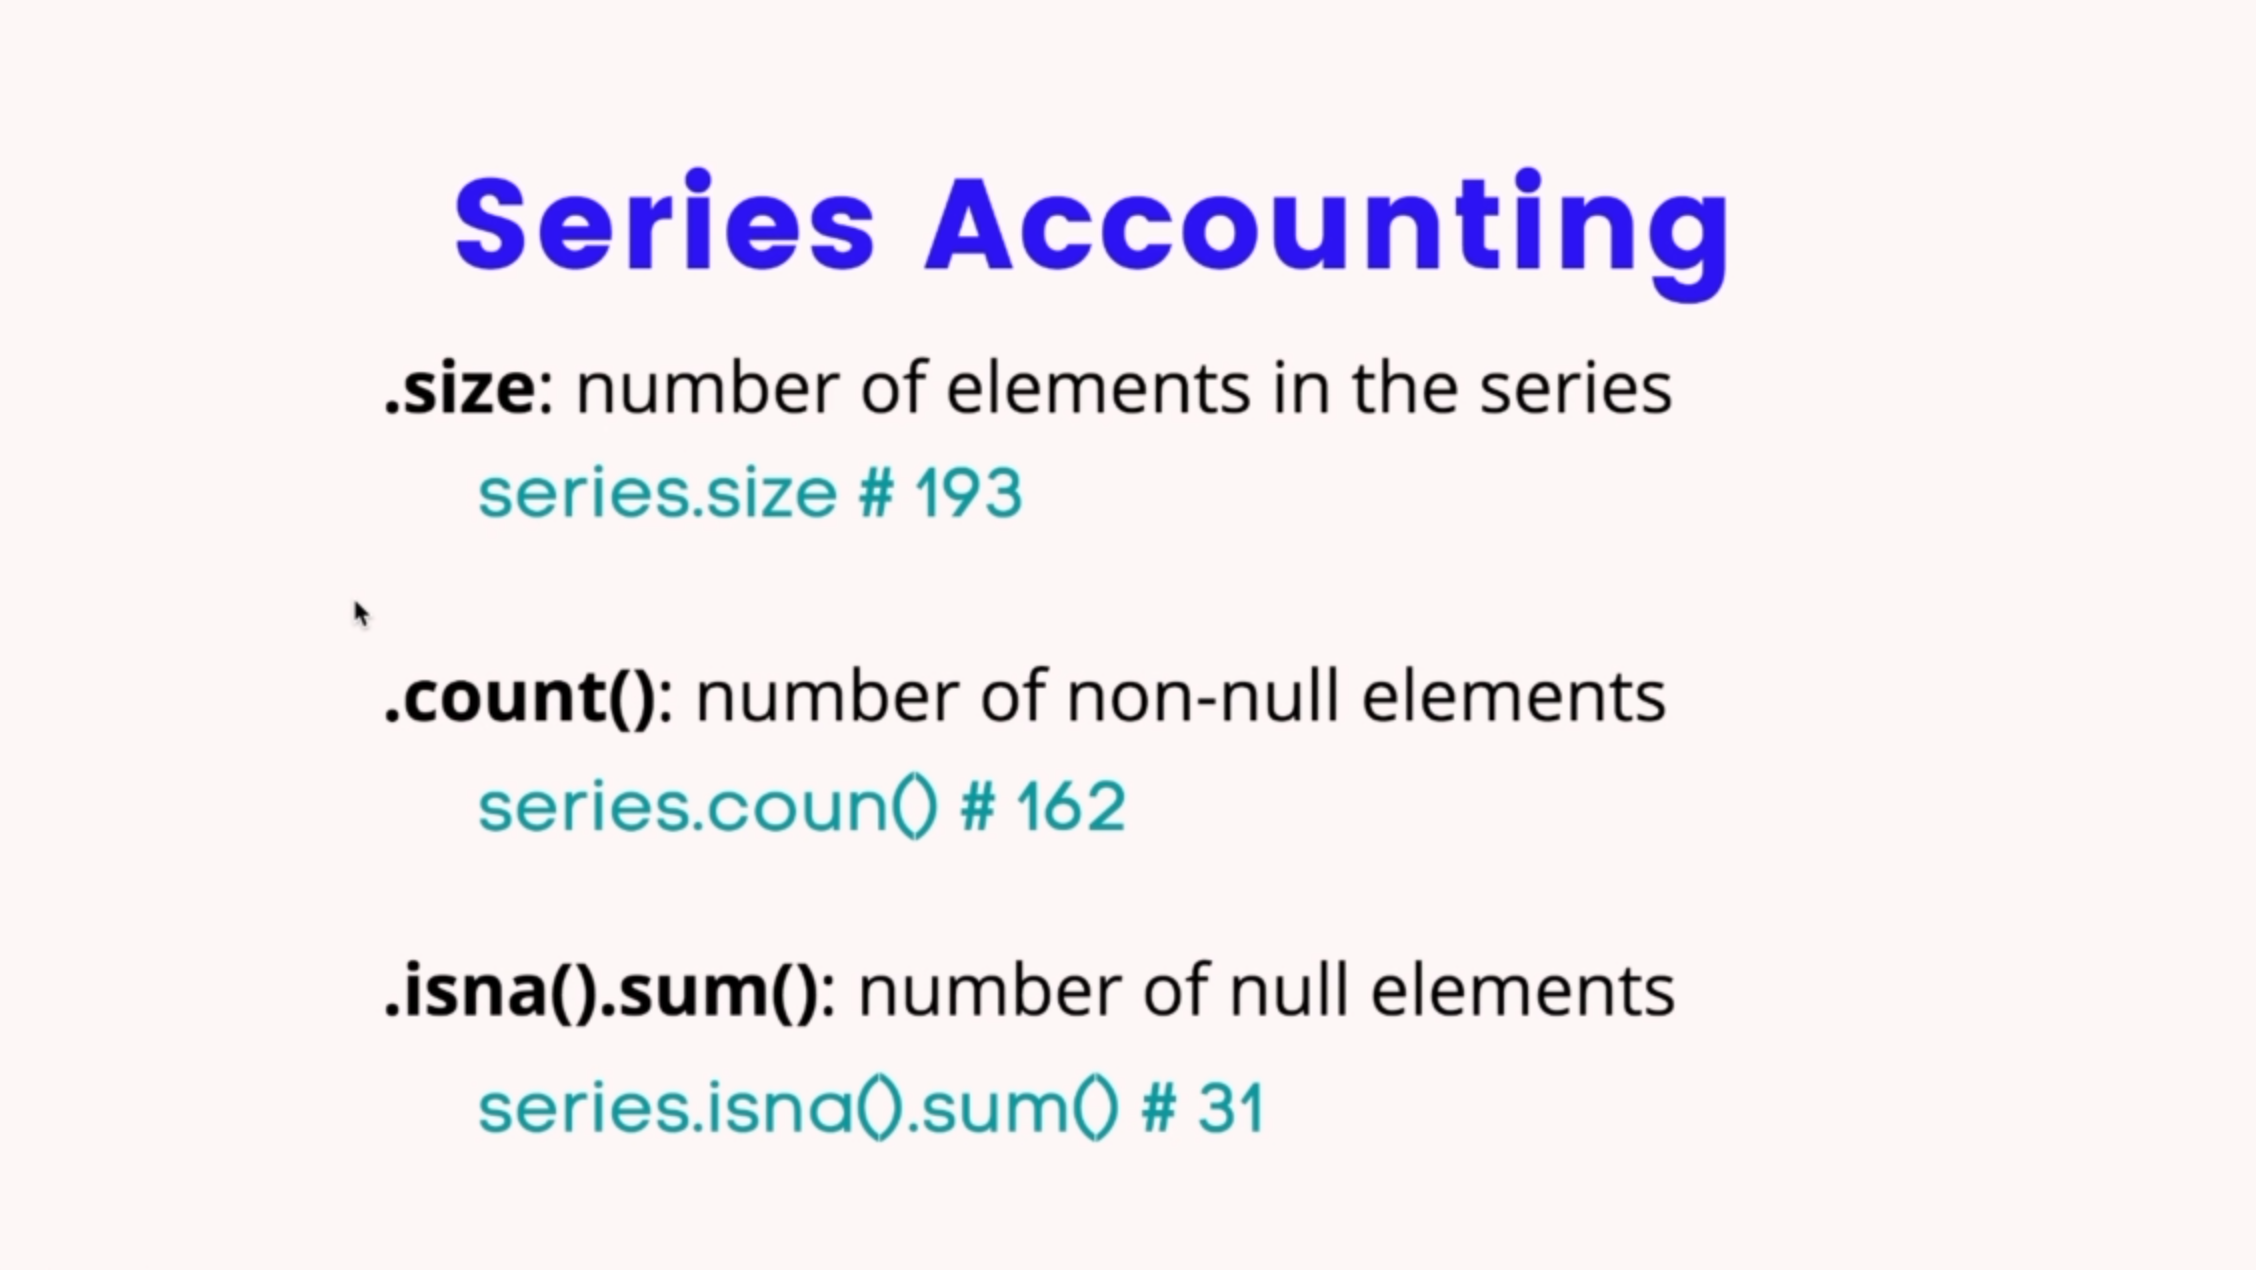 Series Accounting
.size: number of elements in the series
series.size # 193
.count(): number of non-null elements
series.coun() # 162
.isna().sum(): number of null elements
series.isna().sum() # 31